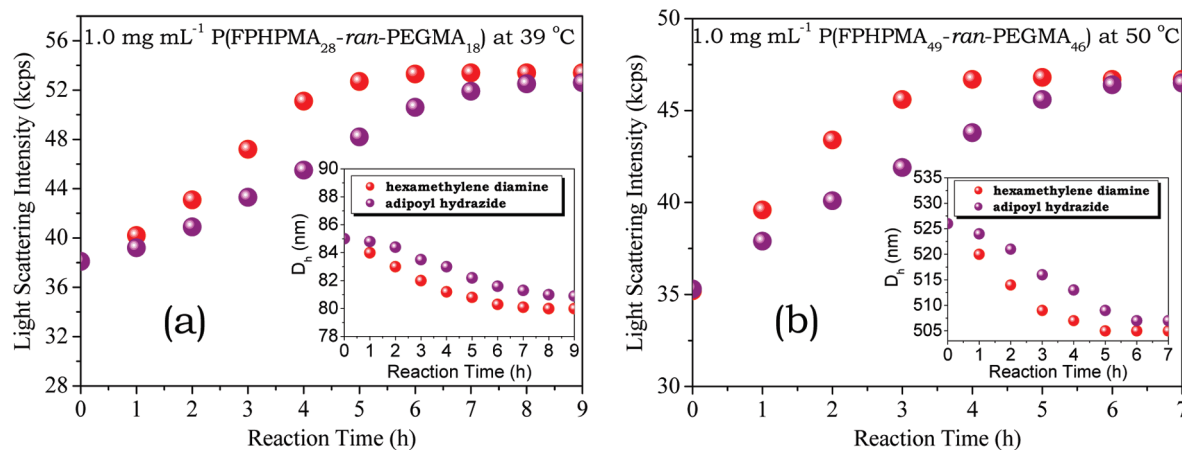 1.0 mg mL⁻¹ P(FPHPMA₂₈-ran-PEGMA₁₈) at 39 °C
Light Scattering Intensity (kcps)
56
52
48
44
40
36
32
28
0 1 2 3 4 5 6 7 8 9
Reaction Time (h)
(a)
hexamethylene diamine
adipoyl hydrazide
Dₕ (nm)
90
88
86
84
82
80
78
0 1 2 3 4 5 6 7 8 9
Reaction Time (h)
1.0 mg mL⁻¹ P(FPHPMA₄₉-ran-PEGMA₄₆) at 50 °C
Light Scattering Intensity (kcps)
50
45
40
35
30
0 1 2 3 4 5 6 7
Reaction Time (h)
(b)
hexamethylene diamine
adipoyl hydrazide
Dₕ (nm)
535
530
525
520
515
510
505
0 1 2 3 4 5 6 7
Reaction Time (h)